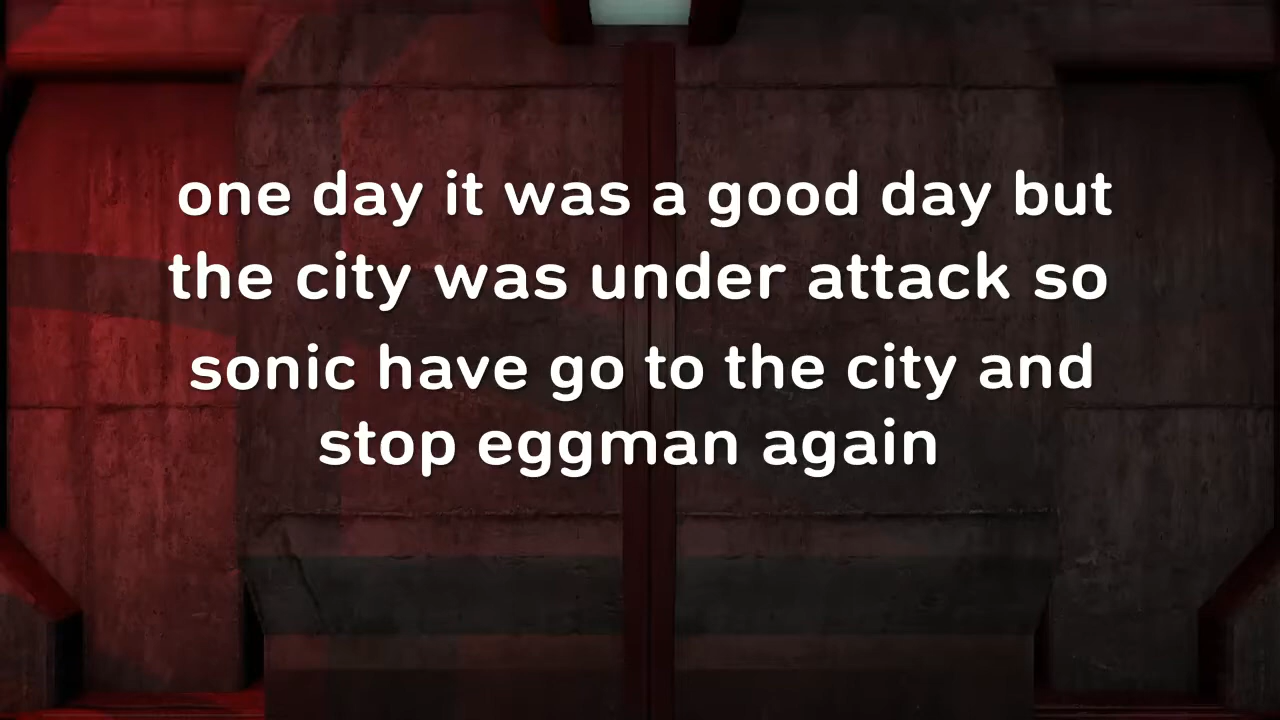 one day it was a good day but
the city was under attack so
sonic have go to the city and
stop eggman again